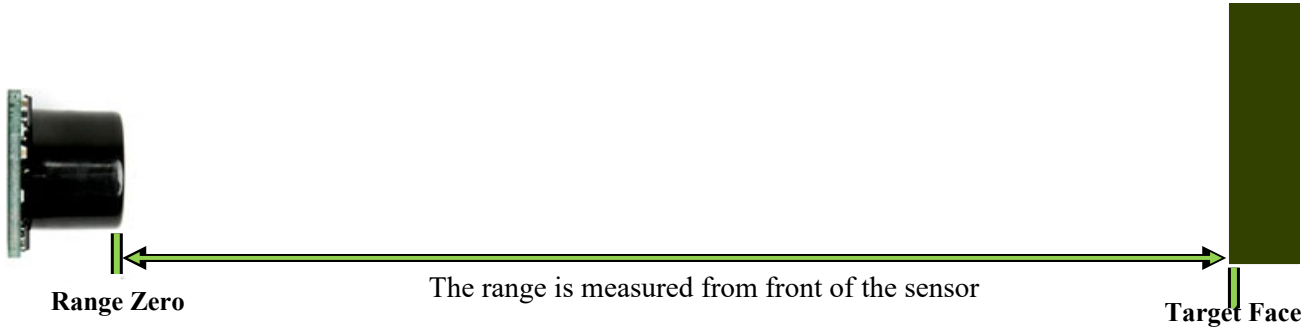 The range is measured from front of the sensor
Range Zero
Target Face